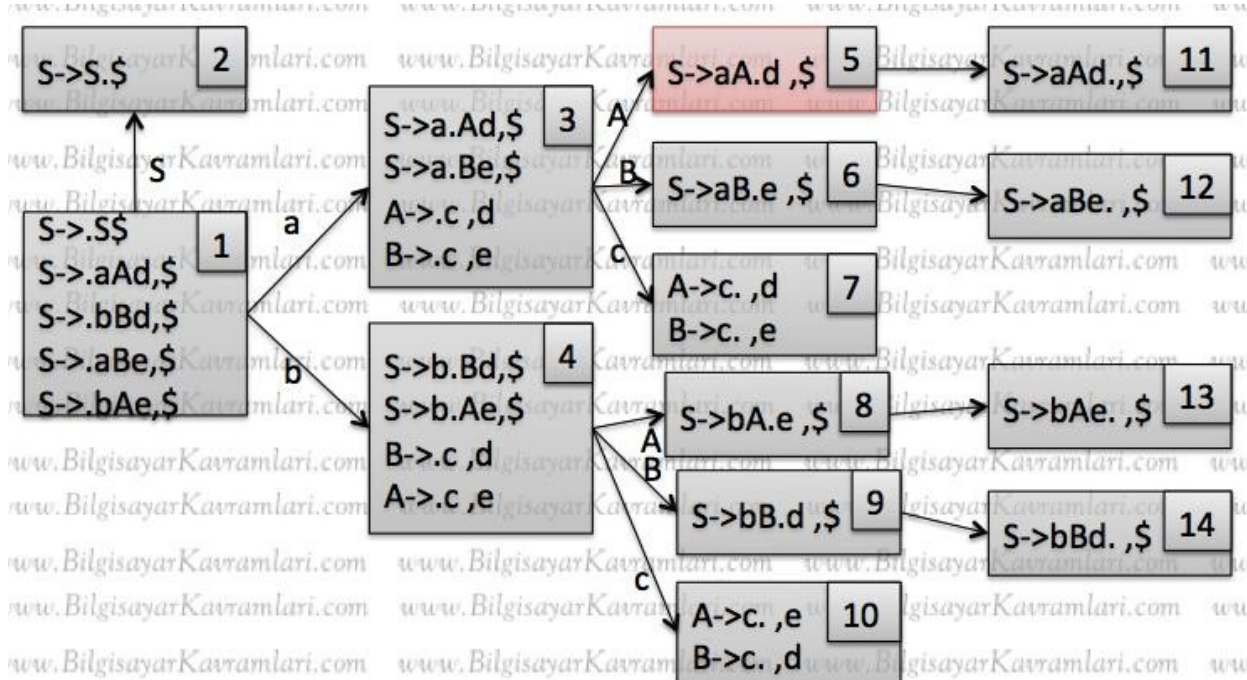 S->S.$
2
S
S->.S$
S->.aAd,$
S->.bBd,$
S->.aBe,$
S->.bAe,$
1
a
b
S->a.Ad,$
S->a.Be,$
A->.c ,d
B->.c ,e
3
S->b.Bd,$
S->b.Ae,$
B->.c ,d
A->.c ,e
4
A
B
c
S->aA.d ,$
5
S->aB.e ,$
6
A->c. ,d
B->c. ,e
7
A
B
c
S->bA.e ,$
8
S->bB.d ,$
9
A->c. ,e
B->c. ,d
10
S->aAd.,$
11
S->aBe. ,$
12
S->bAe. ,$
13
S->bBd. ,$
14
www.BilgisayarKavramlari.com